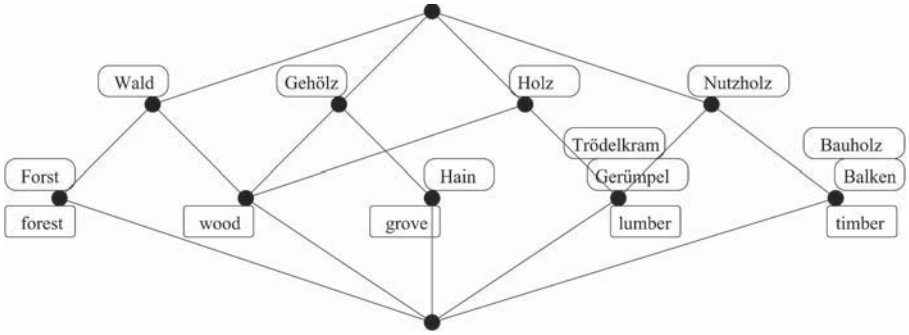 Wald
Gehölz
Holz
Nutzholz
Trödelkram
Bauholz
Forst
Hain
Gerümpel
Balken
forest
wood
grove
lumber
timber